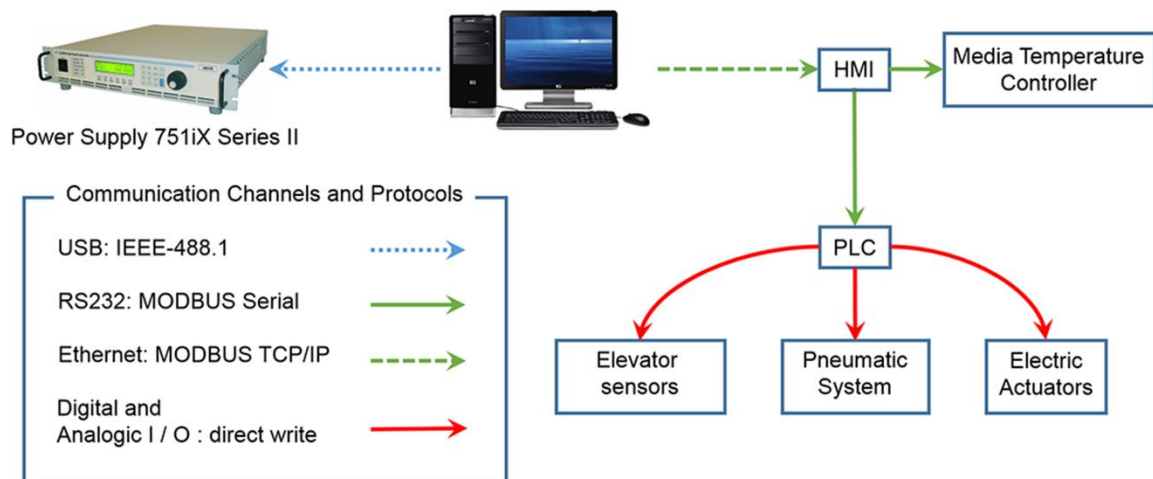 HMI
Media Temperature
Controller
Power Supply 751iX Series II
Communication Channels and Protocols
USB: IEEE-488.1
RS232: MODBUS Serial
Ethernet: MODBUS TCP/IP
Digital and
Analogic I / O : direct write
PLC
Elevator
sensors
Pneumatic
System
Electric
Actuators